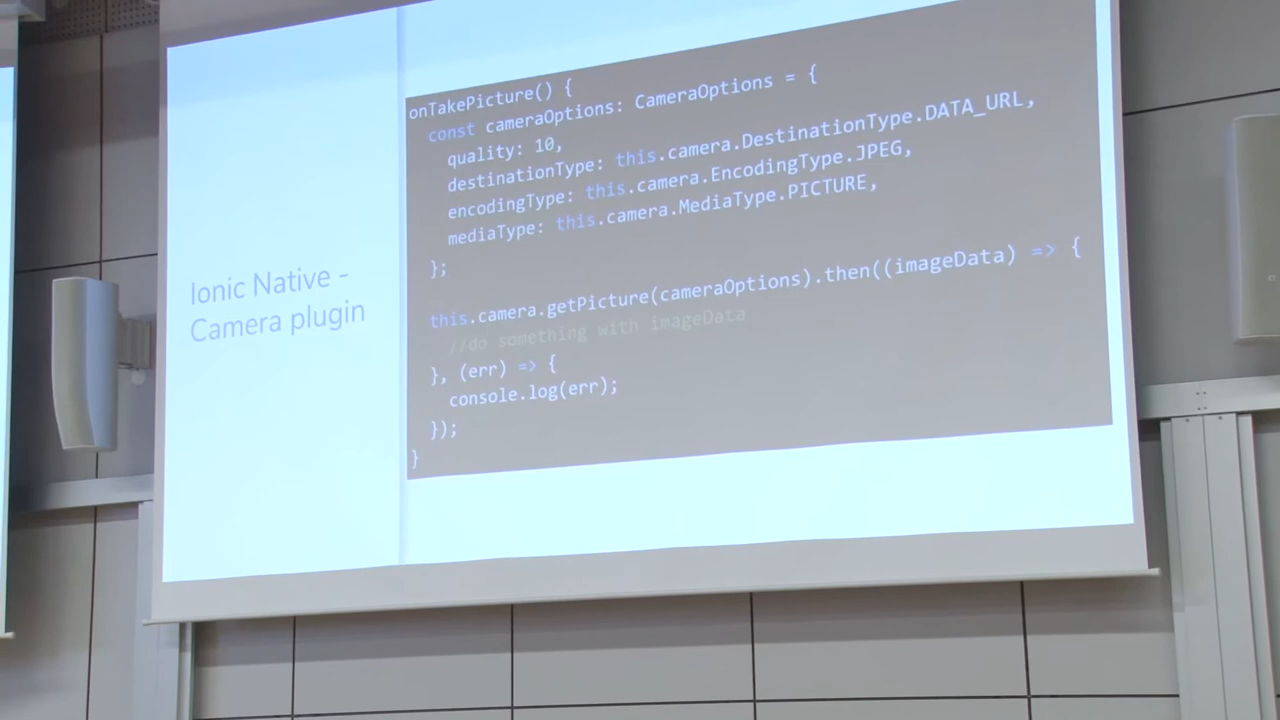 Ionic Native -
Camera plugin
onTakePicture() {
const cameraOptions: CameraOptions = {
quality: 10,
destinationType: this.camera.DestinationType.DATA_URL,
encodingType: this.camera.EncodingType.JPEG,
mediaType: this.camera.MediaType.PICTURE,
};
this.camera.getPicture(cameraOptions).then((imageData) => {
//do something with imageData
}, (err) => {
console.log(err);
});
}